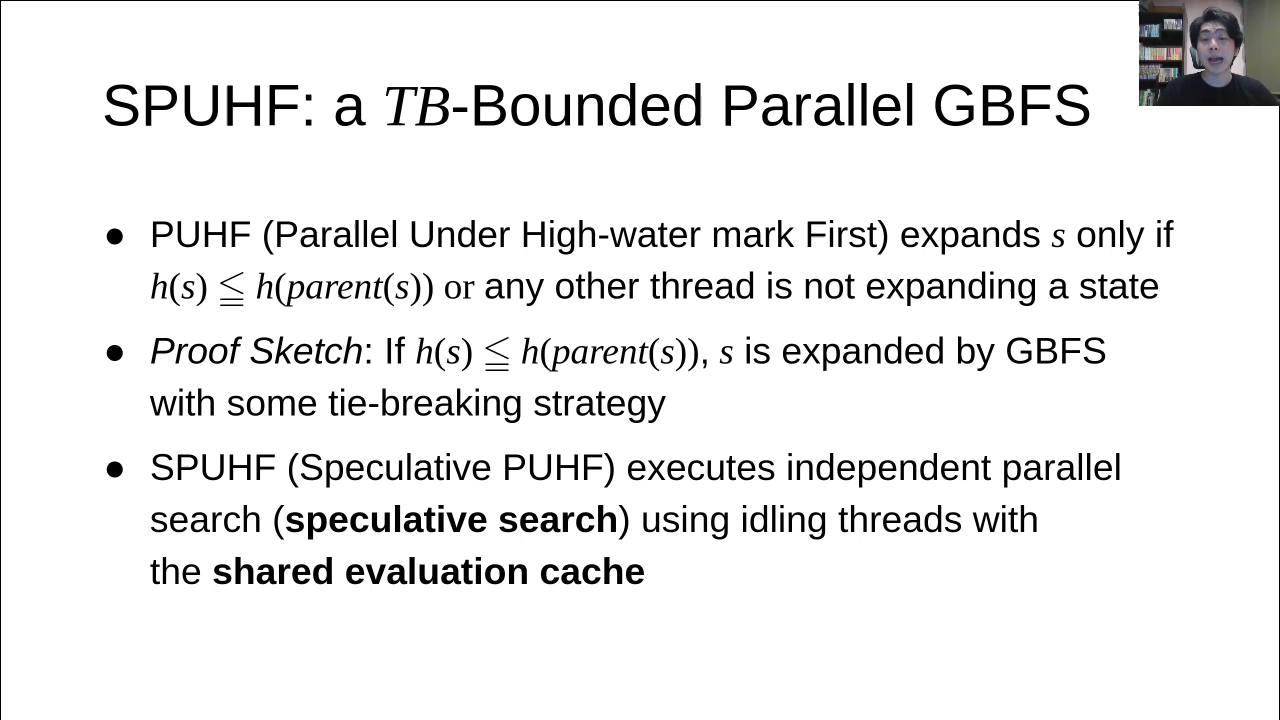 SPUHF: a TB-Bounded Parallel GBFS
● PUHF (Parallel Under High-water mark First) expands s only if
h(s) ≦ h(parent(s)) or any other thread is not expanding a state
● Proof Sketch: If h(s) ≦ h(parent(s)), s is expanded by GBFS
with some tie-breaking strategy
● SPUHF (Speculative PUHF) executes independent parallel
search (speculative search) using idling threads with
the shared evaluation cache